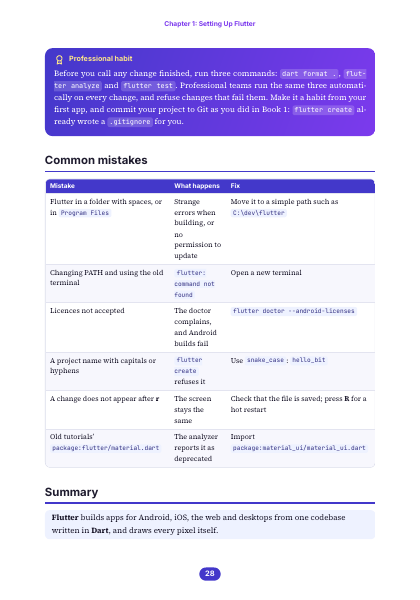 Chapter 1: Setting Up Flutter
Professional habit
Before you call any change finished, run three commands: dart format . , flut-
ter analyze and flutter test. Professional teams run the same three automati-
cally on every change, and refuse changes that fail them. Make it a habit from your
first app, and commit your project to Git as you did in Book 1: flutter create al-
ready wrote a .gitignore for you.
Common mistakes
Mistake What happens Fix
Flutter in a folder with spaces, or
in Program Files
Strange
errors when
building, or
no
permission to
update
Move it to a simple path such as
C:\dev\flutter
Changing PATH and using the old
terminal
flutter:
command not
found
Open a new terminal
Licences not accepted
The doctor
complains,
and Android
builds fail
flutter doctor --android-licenses
A project name with capitals or
hyphens
flutter
create
refuses it
Use snake_case : hello_bit
A change does not appear after r
The screen
stays the
same
Check that the file is saved; press R for a
hot restart
Old tutorials'
package:flutter/material.dart
The analyzer
reports it as
deprecated
Import
package:material_ui/material_ui.dart
Summary
Flutter builds apps for Android, iOS, the web and desktops from one codebase
written in Dart, and draws every pixel itself.
28